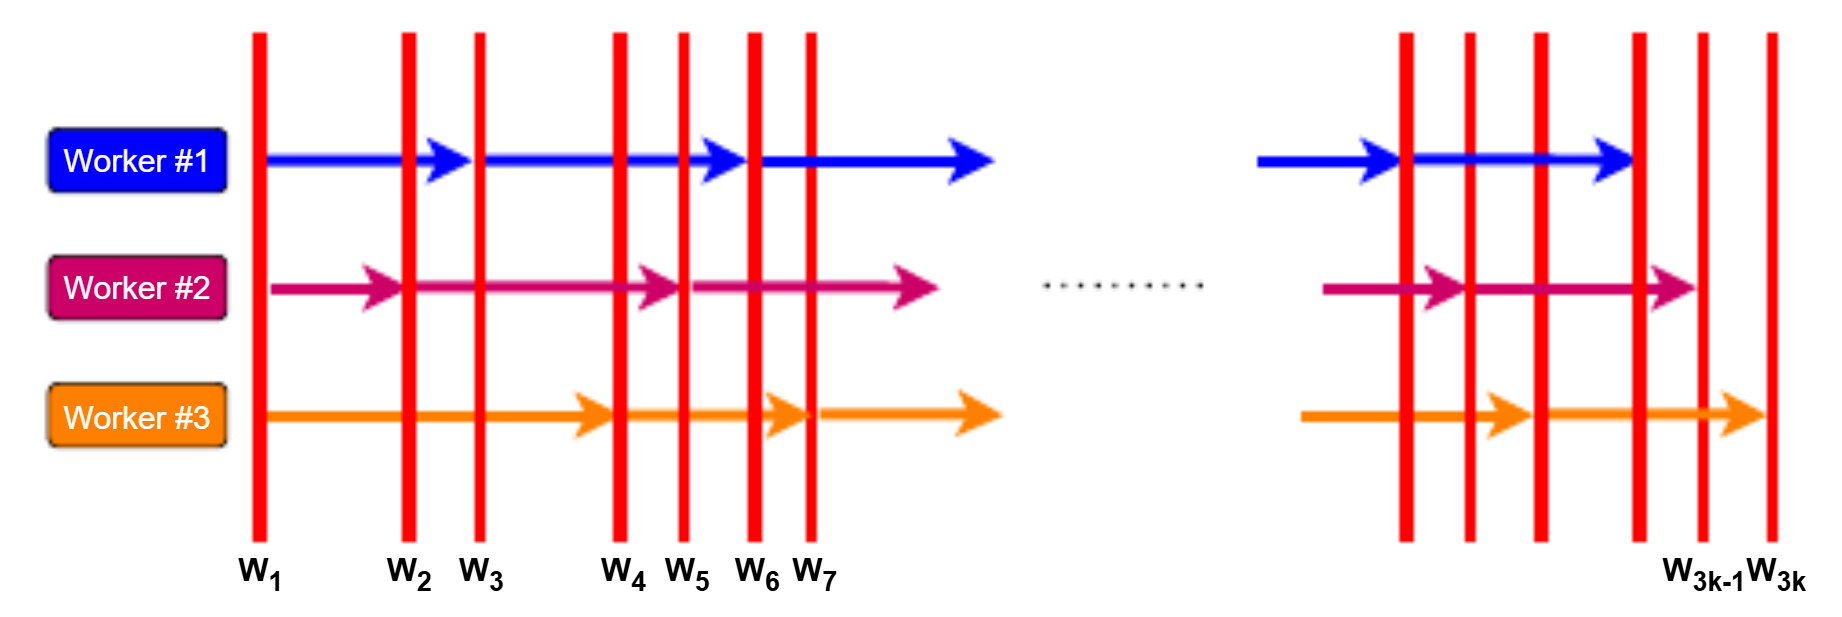 Worker #1
Worker #2
Worker #3
W₁ W₂ W₃ W₄ W₅ W₆ W₇ W₃ₖ₋₁ W₃ₖ